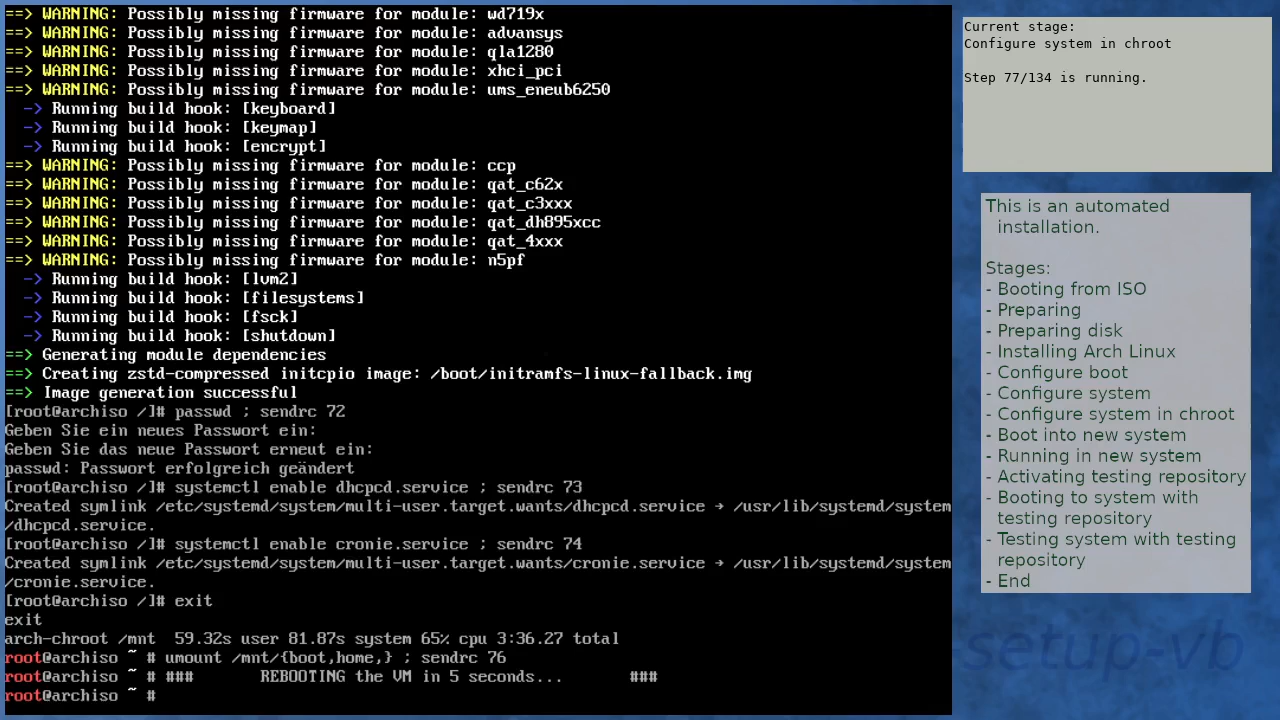 ==> WARNING: Possibly missing firmware for module: wd719x
==> WARNING: Possibly missing firmware for module: advansys
==> WARNING: Possibly missing firmware for module: qla1280
==> WARNING: Possibly missing firmware for module: xhci_pci
==> WARNING: Possibly missing firmware for module: ums_eneub6250
  -> Running build hook: [keyboard]
  -> Running build hook: [keymap]
  -> Running build hook: [encrypt]
==> WARNING: Possibly missing firmware for module: ccp
==> WARNING: Possibly missing firmware for module: qat_c62x
==> WARNING: Possibly missing firmware for module: qat_c3xxx
==> WARNING: Possibly missing firmware for module: qat_dh895xcc
==> WARNING: Possibly missing firmware for module: qat_4xxx
==> WARNING: Possibly missing firmware for module: n5pf
  -> Running build hook: [lvm2]
  -> Running build hook: [filesystems]
  -> Running build hook: [fsck]
  -> Running build hook: [shutdown]
==> Generating module dependencies
==> Creating zstd-compressed initcpio image: /boot/initramfs-linux-fallback.img
==> Image generation successful
[root@archiso /]# passwd ; sendrc 72
Geben Sie ein neues Passwort ein:
Geben Sie das neue Passwort erneut ein:
passwd: Passwort erfolgreich geändert
[root@archiso /]# systemctl enable dhcpcd.service ; sendrc 73
Created symlink /etc/systemd/system/multi-user.target.wants/dhcpcd.service → /usr/lib/systemd/system
/dhcpcd.service.
[root@archiso /]# systemctl enable cronie.service ; sendrc 74
Created symlink /etc/systemd/system/multi-user.target.wants/cronie.service → /usr/lib/systemd/system
/cronie.service.
[root@archiso /]# exit
exit
arch-chroot /mnt  59.32s user 81.87s system 65% cpu 3:36.27 total
root@archiso ~ # umount /mnt/{boot,home,} ; sendrc 76
root@archiso ~ # ###       REBOOTING the VM in 5 seconds...       ###
root@archiso ~ #
Current stage:
Configure system in chroot
Step 77/134 is running.
This is an automated
installation.
Stages:
- Booting from ISO
- Preparing
- Preparing disk
- Installing Arch Linux
- Configure boot
- Configure system
- Configure system in chroot
- Boot into new system
- Running in new system
- Activating testing repository
- Booting to system with
testing repository
- Testing system with testing
repository
- End
setup-vb